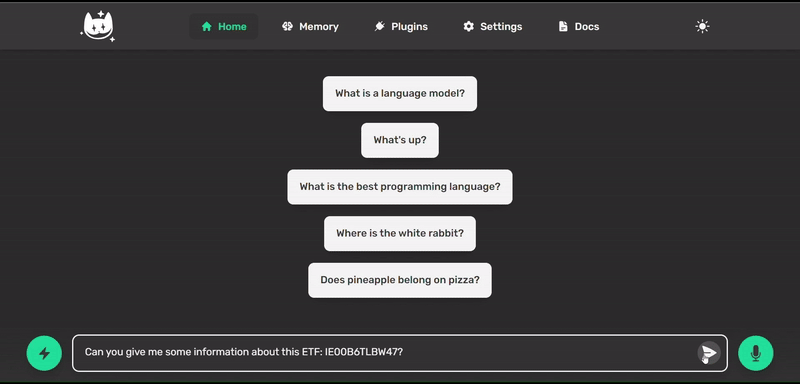 Home Memory Plugins Settings Docs
What is a language model?
What's up?
What is the best programming language?
Where is the white rabbit?
Does pineapple belong on pizza?
Can you give me some information about this ETF: IE00B6TLBW47?